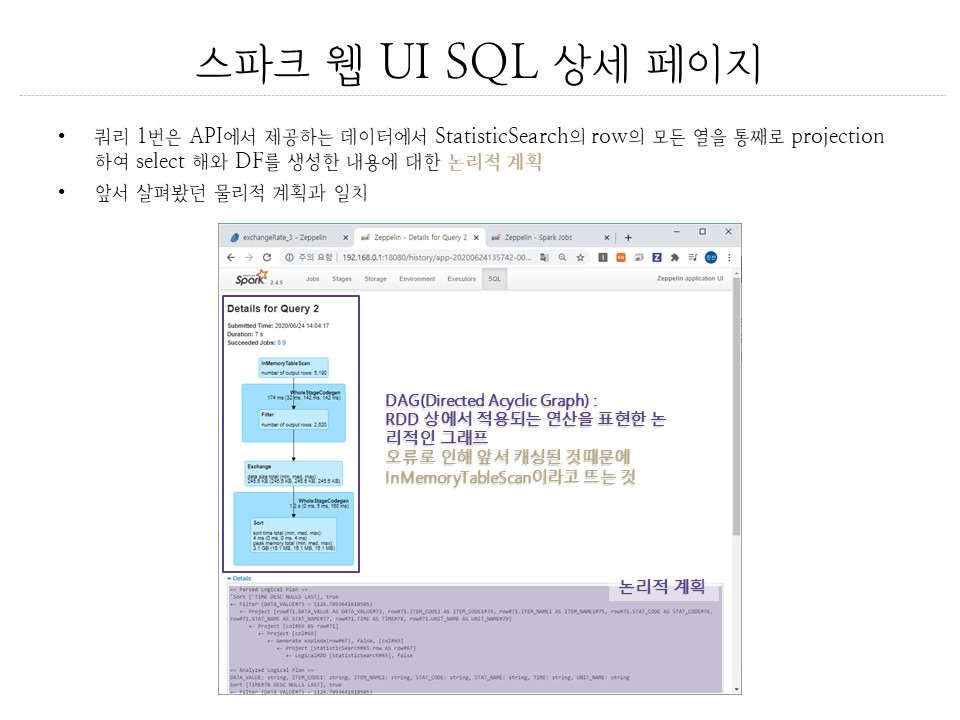 스파크 웹 UI SQL 상세 페이지
• 쿼리 1번은 API에서 제공하는 데이터에서 StatisticSearch의 row의 모든 열을 통째로 projection
하여 select 해와 DF를 생성한 내용에 대한 논리적 계획
• 앞서 살펴봤던 물리적 계획과 일치
exchangeRate_3 - Zeppelin
Zeppelin - Details for Query 2
Zeppelin - Spark Jobs
주의 요함 | 192.168.0.1:18080/history/app-20200624135742-00...
Spark 2.4.5 Jobs Stages Storage Environment Executors SQL Zeppelin application UI
Details for Query 2
Submitted Time: 2020/06/24 14:04:17
Duration: 7 s
Succeeded Jobs: 8 9
InMemoryTableScan
number of output rows: 5,190
WholeStageCodegen
174 ms (32 ms, 142 ms, 142 ms)
Filter
number of output rows: 2,620
Exchange
data size total (min, med, max):
245.6 KB (245.6 KB, 245.6 KB, 245.6 KB)
WholeStageCodegen
1.2 s (0 ms, 5 ms, 150 ms)
Sort
sort time total (min, med, max):
4 ms (0 ms, 0 ms, 4 ms)
peak memory total (min, med, max):
3.1 GB (16.1 MB, 16.1 MB, 16.1 MB)
DAG(Directed Acyclic Graph) :
RDD 상에서 적용되는 연산을 표현한 논
리적인 그래프
오류로 인해 앞서 캐싱된 것때문에
InMemoryTableScan이라고 뜨는 것
Details
논리적 계획
== Parsed Logical Plan ==
'Sort ['TIME DESC NULLS LAST], true
+- Filter (DATA_VALUE#73 < 1126.7893641618505)
+- Project [row#71.DATA_VALUE AS DATA_VALUE#73, row#71.ITEM_CODE1 AS ITEM_CODE1#74, row#71.ITEM_NAME1 AS ITEM_NAME1#75, row#71.STAT_CODE AS STAT_CODE#76,
row#71.STAT_NAME AS STAT_NAME#77, row#71.TIME AS TIME#78, row#71.UNIT_NAME AS UNIT_NAME#79]
+- Project [col#69 AS row#71]
+- Project [col#69]
+- Generate explode(row#67), false, [col#69]
+- Project [StatisticSearch#65.row AS row#67]
+- LogicalRDD [StatisticSearch#65], false
== Analyzed Logical Plan ==
DATA_VALUE: string, ITEM_CODE1: string, ITEM_NAME1: string, STAT_CODE: string, STAT_NAME: string, TIME: string, UNIT_NAME: string
Sort [TIME#78 DESC NULLS LAST], true
+- Filter (DATA_VALUE#73 < 1126.7893641618505)